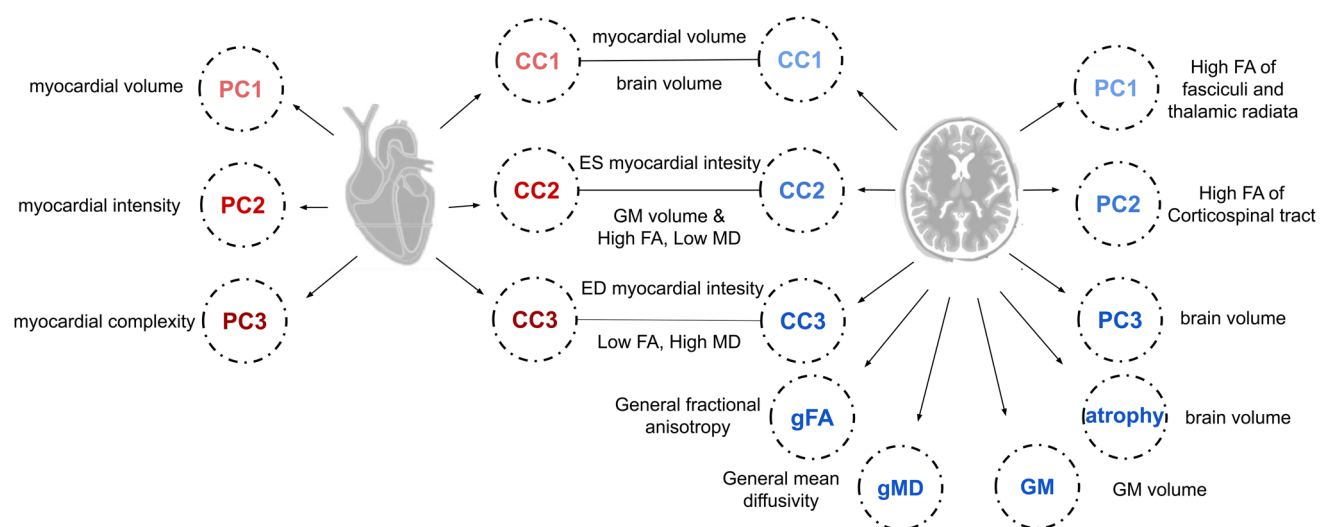 myocardial volume
PC1
myocardial intensity
PC2
myocardial complexity
PC3
CC1
myocardial volume
brain volume
CC1
CC2
ES myocardial intesity
GM volume &
High FA, Low MD
CC2
CC3
ED myocardial intesity
Low FA, High MD
CC3
PC1
High FA of
fasciculi and
thalamic radiata
PC2
High FA of
Corticospinal tract
PC3
brain volume
General fractional
anisotropy
gFA
atrophy
brain volume
General mean
diffusivity
gMD
GM
GM volume